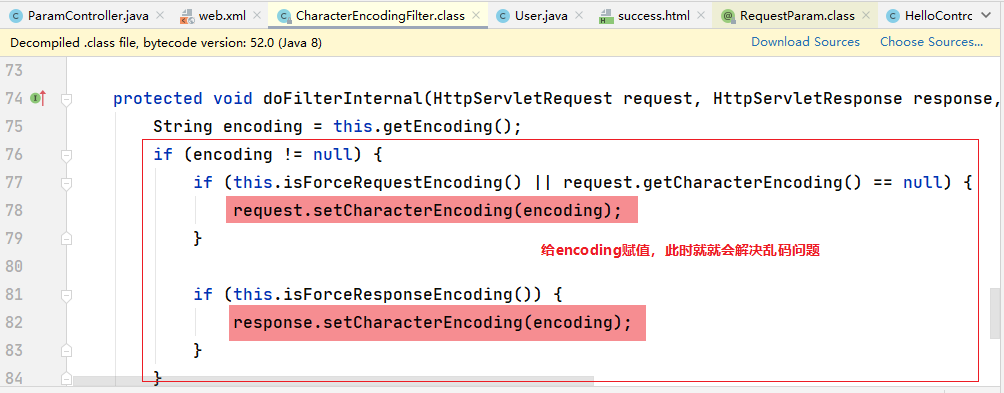 ParamController.java × web.xml × CharacterEncodingFilter.class × User.java × success.html × RequestParam.class × HelloContrc
Decompiled .class file, bytecode version: 52.0 (Java 8) Download Sources Choose Sources...
73
74 protected void doFilterInternal(HttpServletRequest request, HttpServletResponse response,
75 String encoding = this.getEncoding();
76 if (encoding != null) {
77 if (this.isForceRequestEncoding() || request.getCharacterEncoding() == null) {
78 request.setCharacterEncoding(encoding);
79 }
给encoding赋值，此时就就会解决乱码问题
80
81 if (this.isForceResponseEncoding()) {
82 response.setCharacterEncoding(encoding);
83 }
84 }